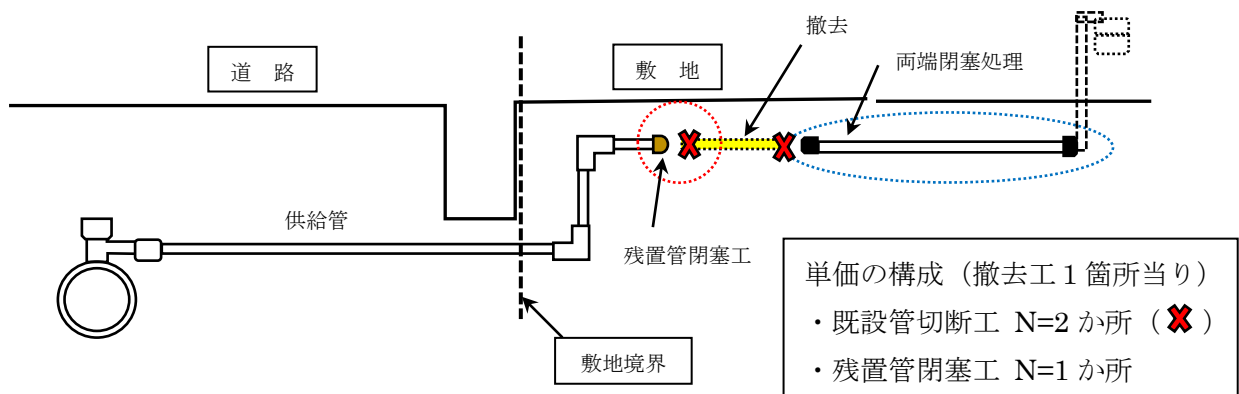 撤去
道 路
敷 地
両端閉塞処理
供給管
残置管閉塞工
敷地境界
単価の構成（撤去工 1 箇所当り）
・既設管切断工 N=2 か所（ ）
・残置管閉塞工 N=1 か所